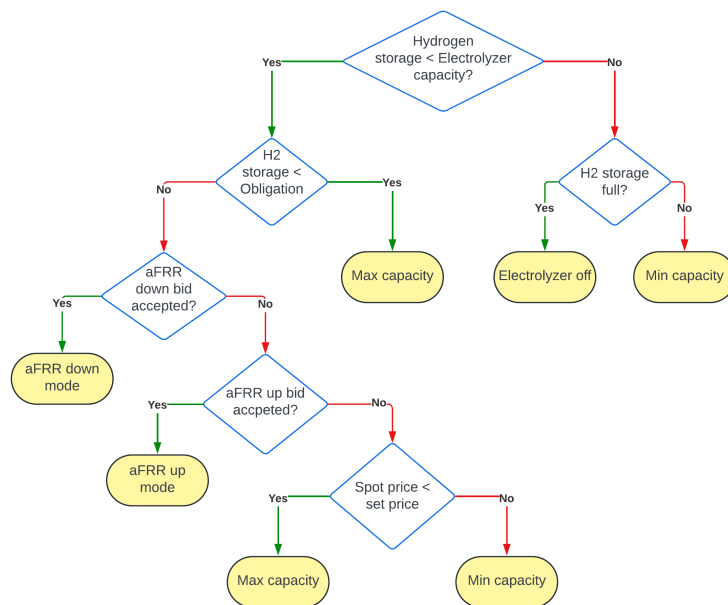 Hydrogen
storage < Electrolyzer
capacity?
Yes
No
H2
storage <
Obligation
H2 storage
full?
No
Yes
Yes
No
Max capacity
Electrolyzer off
Min capacity
aFRR
down bid
accepted?
Yes
No
aFRR down
mode
aFRR up bid
accpeted?
Yes
No
aFRR up
mode
Spot price <
set price
Yes
No
Max capacity
Min capacity